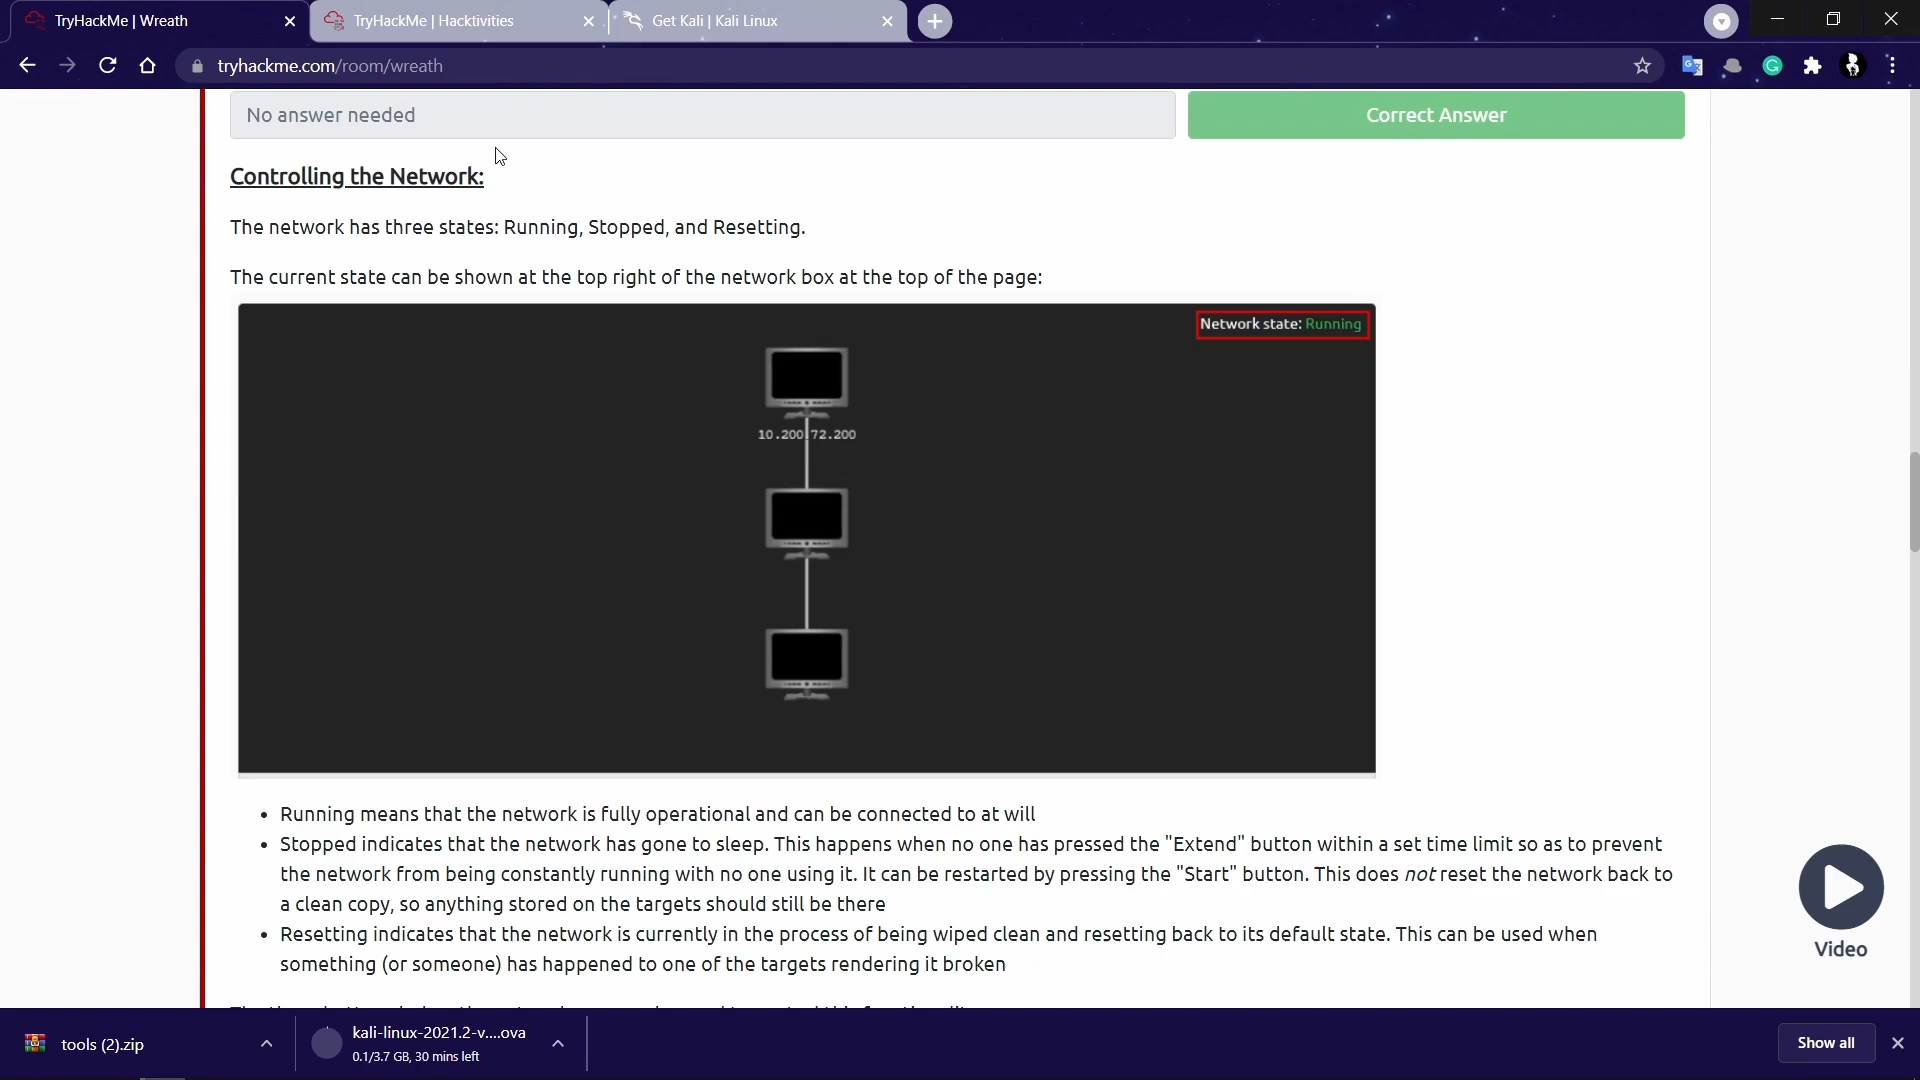 TryHackMe | Wreath
TryHackMe | Hacktivities
Get Kali | Kali Linux
tryhackme.com/room/wreath
No answer needed
Correct Answer
Controlling the Network:
The network has three states: Running, Stopped, and Resetting.
The current state can be shown at the top right of the network box at the top of the page:
Network state: Running
10.200.72.200
• Running means that the network is fully operational and can be connected to at will
• Stopped indicates that the network has gone to sleep. This happens when no one has pressed the "Extend" button within a set time limit so as to prevent
the network from being constantly running with no one using it. It can be restarted by pressing the "Start" button. This does not reset the network back to
a clean copy, so anything stored on the targets should still be there
• Resetting indicates that the network is currently in the process of being wiped clean and resetting back to its default state. This can be used when
something (or someone) has happened to one of the targets rendering it broken
Video
tools (2).zip
kali-linux-2021.2-v....ova
0.1/3.7 GB, 30 mins left
Show all